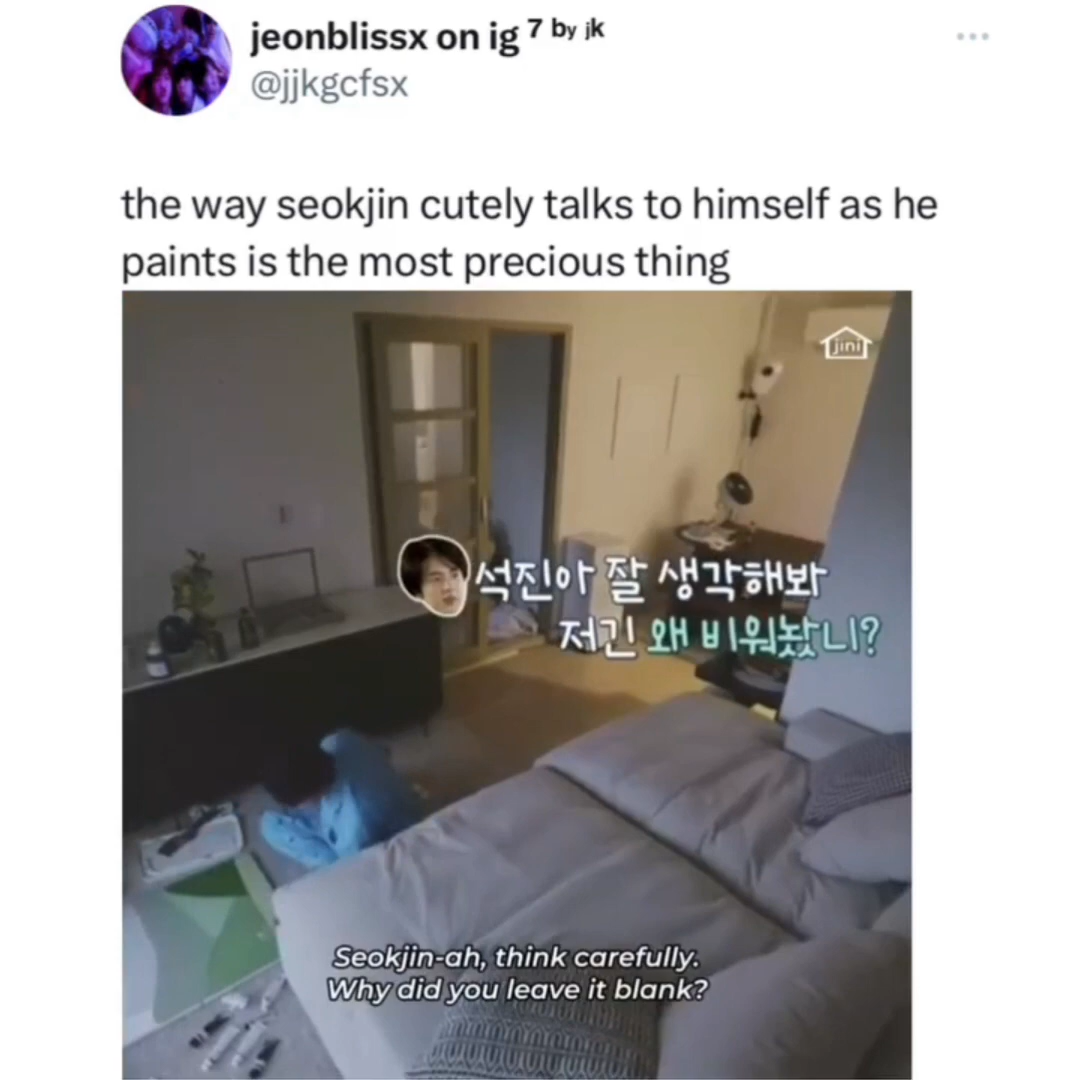 jeonblissx on ig ⁷ ᵇʸ ʲᵏ
@jjkgcfsx
the way seokjin cutely talks to himself as he
paints is the most precious thing
jini
석진아 잘 생각해봐
저긴 왜 비워놨니?
Seokjin-ah, think carefully.
Why did you leave it blank?